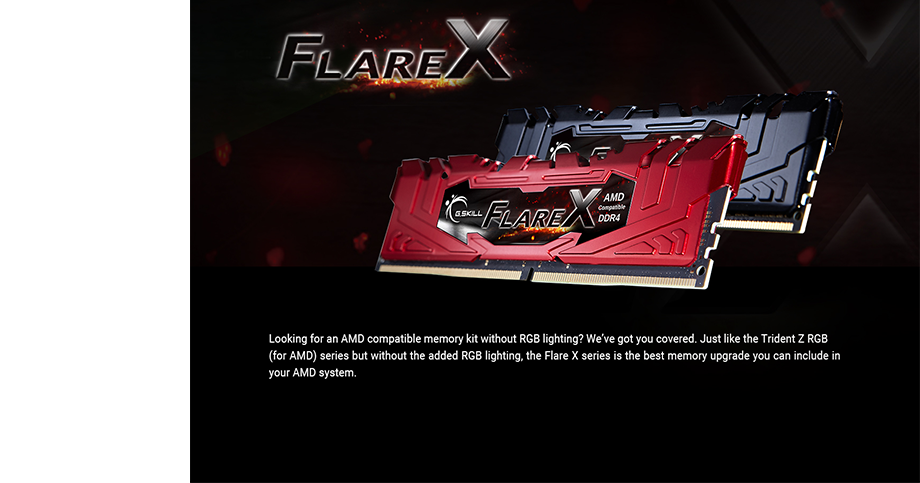 FLARE X
G.SKILL FLARE X AMD
Compatible
DDR4
Looking for an AMD compatible memory kit without RGB lighting? We've got you covered. Just like the Trident Z RGB
(for AMD) series but without the added RGB lighting, the Flare X series is the best memory upgrade you can include in
your AMD system.